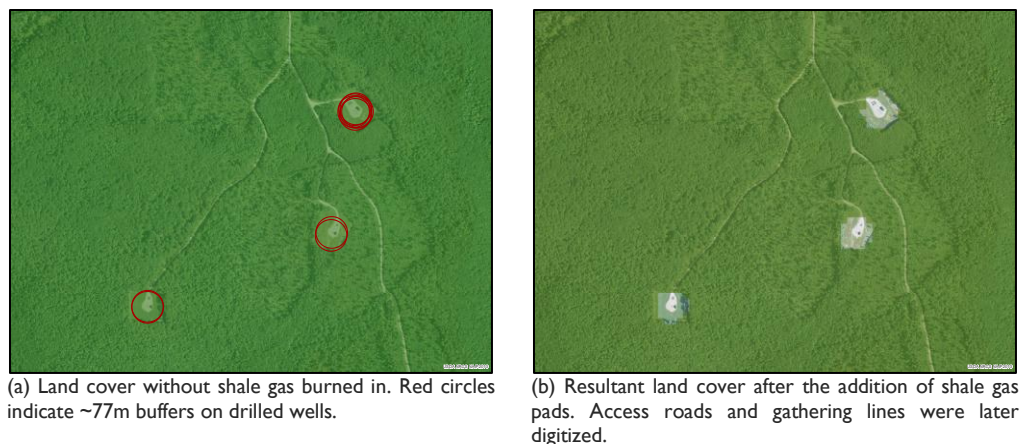 (a) Land cover without shale gas burned in. Red circles
indicate ~77m buffers on drilled wells.
(b) Resultant land cover after the addition of shale gas
pads. Access roads and gathering lines were later
digitized.